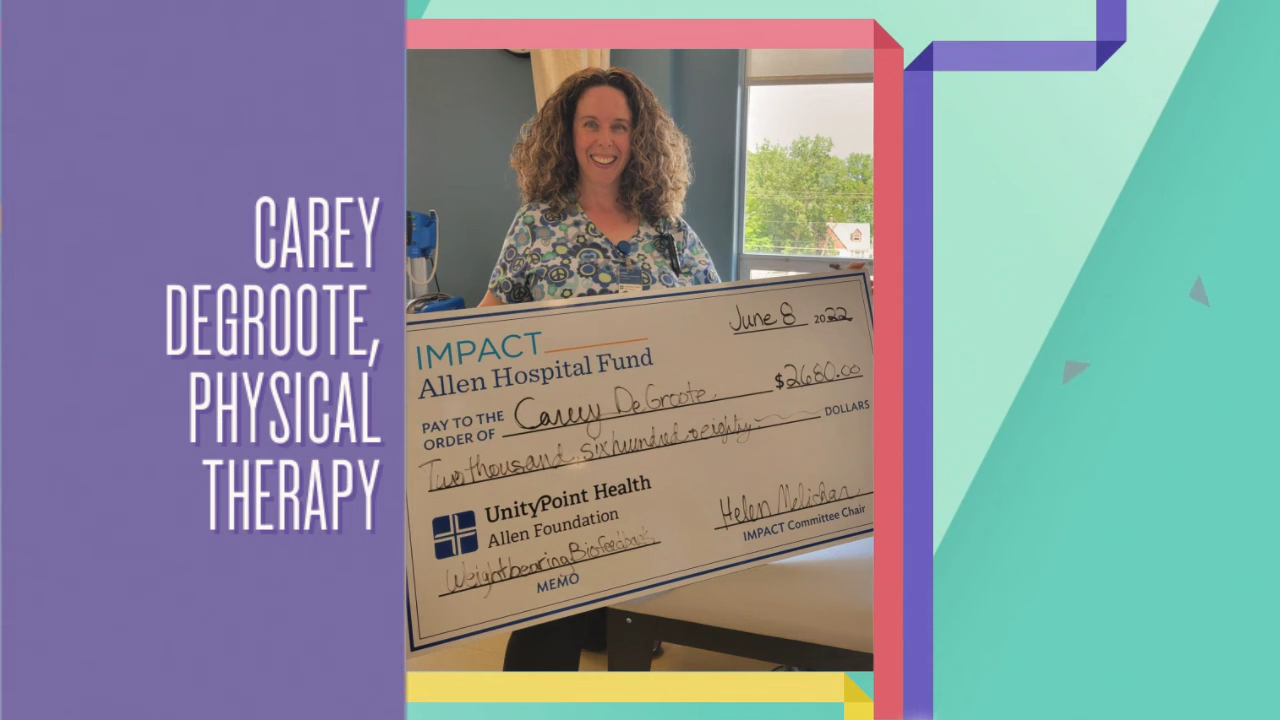 CAREY
DEGROOTE,
PHYSICAL
THERAPY
June 8 2022
IMPACT
Allen Hospital Fund
$2680.00
PAY TO THE
ORDER OF Carey DeGroote
Two thousand six hundred & eighty DOLLARS
UnityPoint Health
Allen Foundation
Helen
IMPACT Committee Chair
Weightbearing Biofeedback
MEMO